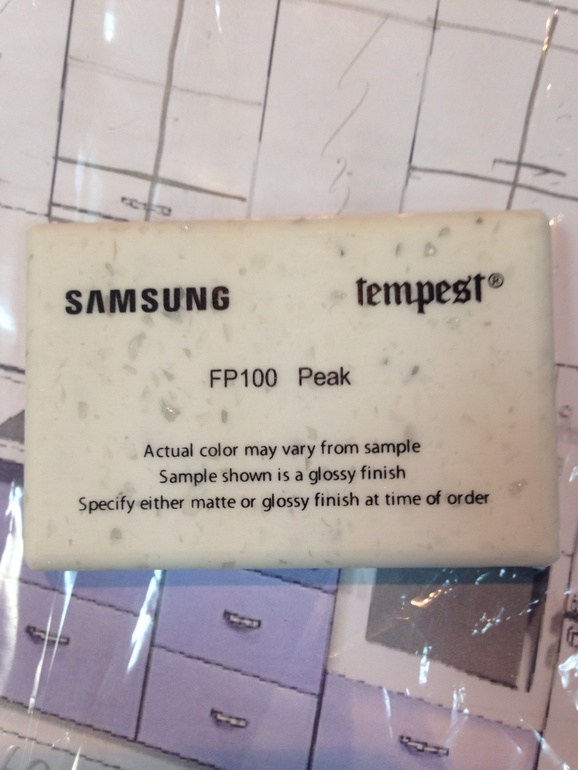 SAMSUNG tempest®
FP100 Peak
Actual color may vary from sample
Sample shown is a glossy finish
Specify either matte or glossy finish at time of order